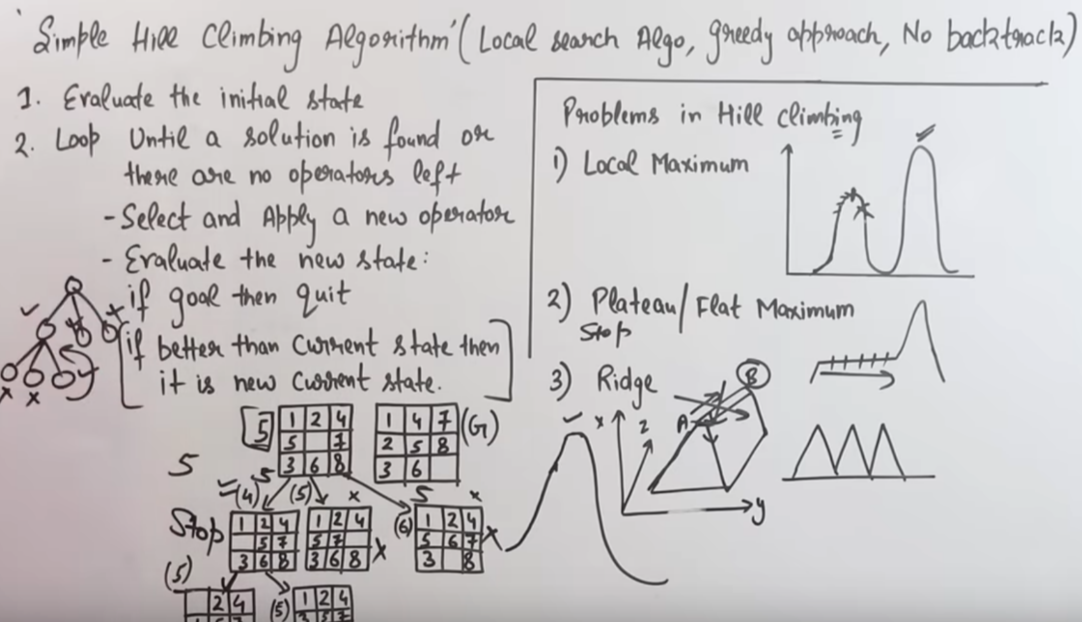 'Simple Hill Climbing Algorithm' (Local search Algo, greedy approach, No backtrack)
1. Evaluate the initial state
2. Loop Until a solution is found or
there are no operators left
- Select and Apply a new operator
- Evaluate the new state:
if goal then quit
if better than current state then
it is new current state.
Problems in Hill climbing
1) Local Maximum
2) Plateau/Flat Maximum
Stop
3) Ridge
B
A
x
z
y
5
1 2 4
5 7
3 6 8
1 4 7
2 5 8
3 6
(G)
5
5
(4)
(5)
x
5
x
Stop
1 2 4
5 7
3 6 8
1 2 4
5 7
3 6 8
x
(6)
1 2 4
5 6 7
3 8
x
(5)
2 4
(5)
1 2 4